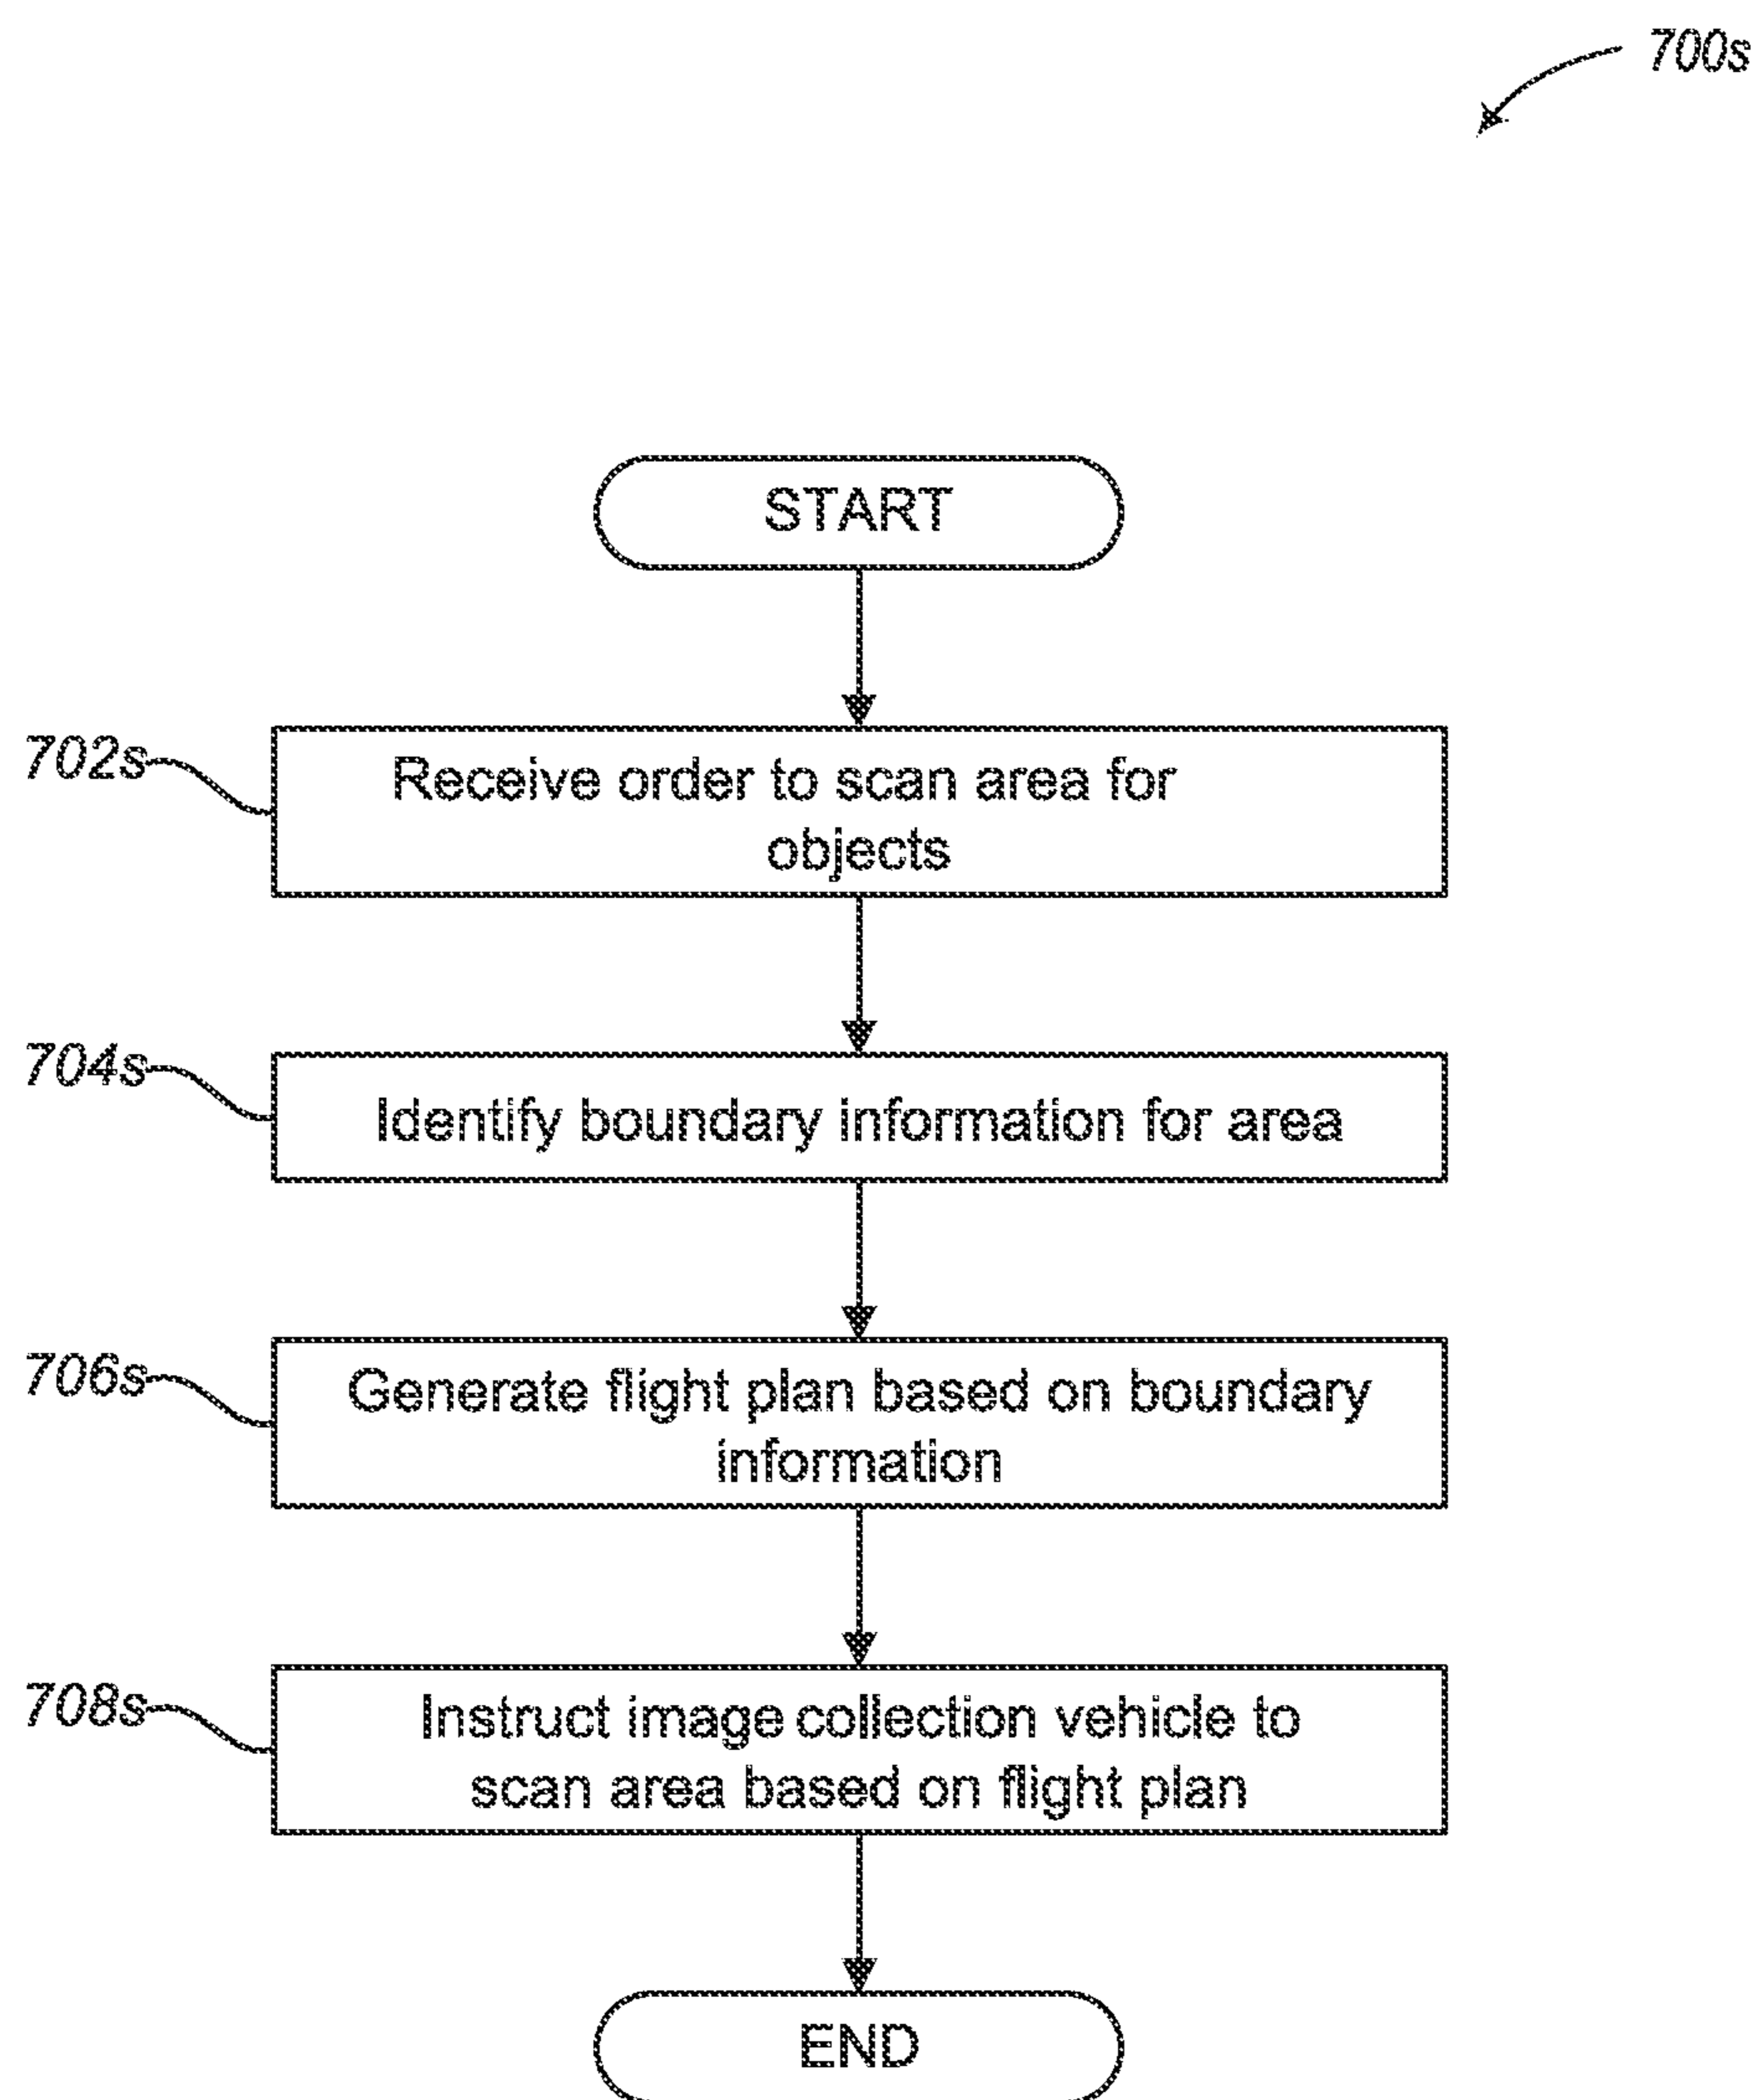 700s
START
702s
Receive order to scan area for
objects
704s
Identify boundary information for area
706s
Generate flight plan based on boundary
information
708s
Instruct image collection vehicle to
scan area based on flight plan
END